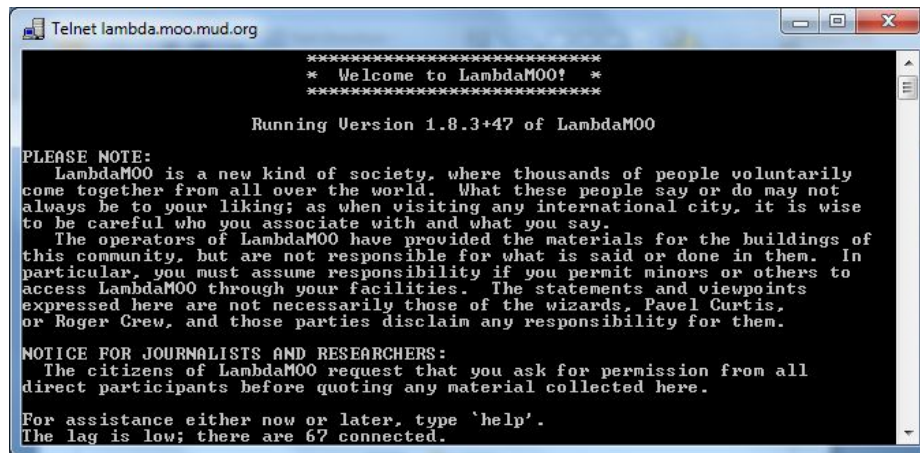 Telnet lambda.moo.mud.org
***************************
* Welcome to LambdaMOO! *
***************************
Running Version 1.8.3+47 of LambdaMOO
PLEASE NOTE:
LambdaMOO is a new kind of society, where thousands of people voluntarily
come together from all over the world. What these people say or do may not
always be to your liking; as when visiting any international city, it is wise
to be careful who you associate with and what you say.
The operators of LambdaMOO have provided the materials for the buildings of
this community, but are not responsible for what is said or done in them. In
particular, you must assume responsibility if you permit minors or others to
access LambdaMOO through your facilities. The statements and viewpoints
expressed here are not necessarily those of the wizards, Pavel Curtis,
or Roger Crew, and those parties disclaim any responsibility for them.
NOTICE FOR JOURNALISTS AND RESEARCHERS:
The citizens of LambdaMOO request that you ask for permission from all
direct participants before quoting any material collected here.
For assistance either now or later, type `help'.
The lag is low; there are 67 connected.